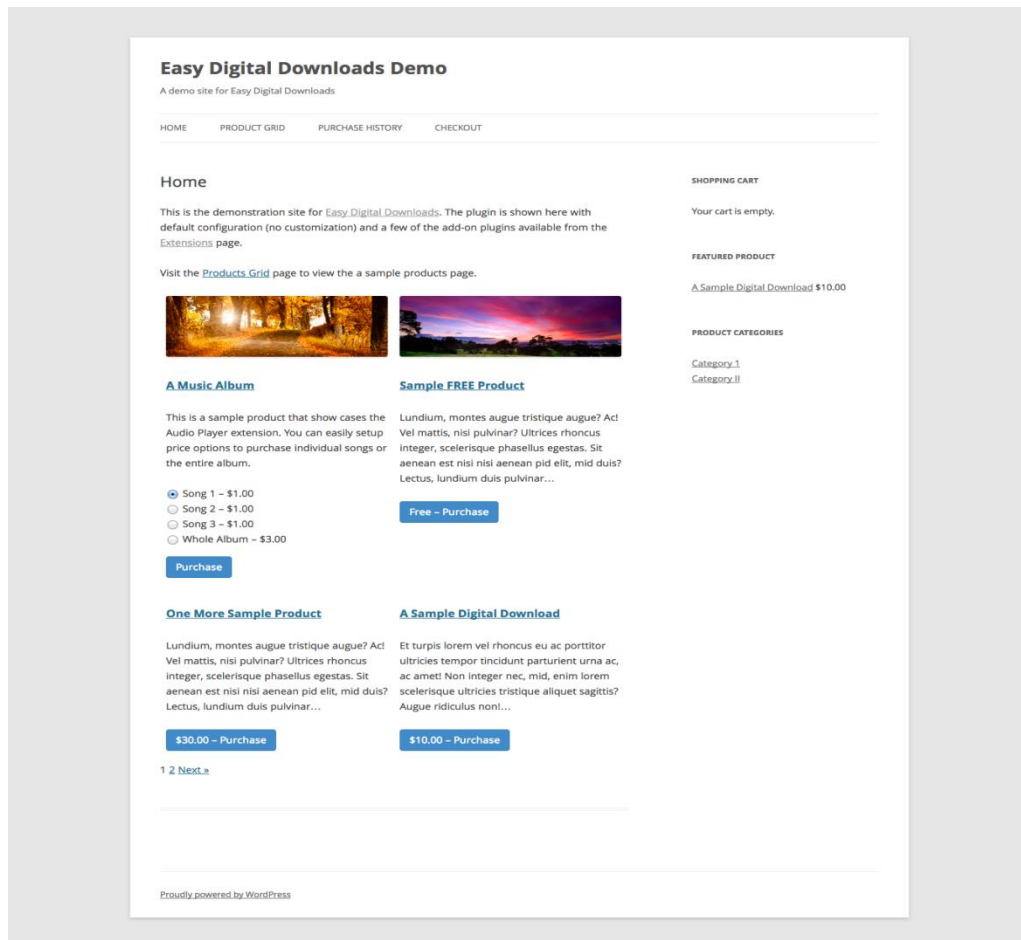 Easy Digital Downloads Demo
A demo site for Easy Digital Downloads
HOME PRODUCT GRID PURCHASE HISTORY CHECKOUT
Home
This is the demonstration site for Easy Digital Downloads. The plugin is shown here with
default configuration (no customization) and a few of the add-on plugins available from the
Extensions page.
Visit the Products Grid page to view the a sample products page.
A Music Album
This is a sample product that show cases the
Audio Player extension. You can easily setup
price options to purchase individual songs or
the entire album.
Song 1 – $1.00
Song 2 – $1.00
Song 3 – $1.00
Whole Album – $3.00
Purchase
Sample FREE Product
Lundium, montes augue tristique augue? Ac!
Vel mattis, nisi pulvinar? Ultrices rhoncus
integer, scelerisque phasellus egestas. Sit
aenean est nisi nisi aenean pid elit, mid duis?
Lectus, lundium duis pulvinar…
Free – Purchase
One More Sample Product
Lundium, montes augue tristique augue? Ac!
Vel mattis, nisi pulvinar? Ultrices rhoncus
integer, scelerisque phasellus egestas. Sit
aenean est nisi nisi aenean pid elit, mid duis?
Lectus, lundium duis pulvinar…
$30.00 – Purchase
A Sample Digital Download
Et turpis lorem vel rhoncus eu ac porttitor
ultricies tempor tincidunt parturient urna ac,
ac amet! Non integer nec, mid, enim lorem
scelerisque ultricies tristique aliquet sagittis?
Augue ridiculus non!…
$10.00 – Purchase
1 2 Next »
SHOPPING CART
Your cart is empty.
FEATURED PRODUCT
A Sample Digital Download $10.00
PRODUCT CATEGORIES
Category 1
Category II
Proudly powered by WordPress